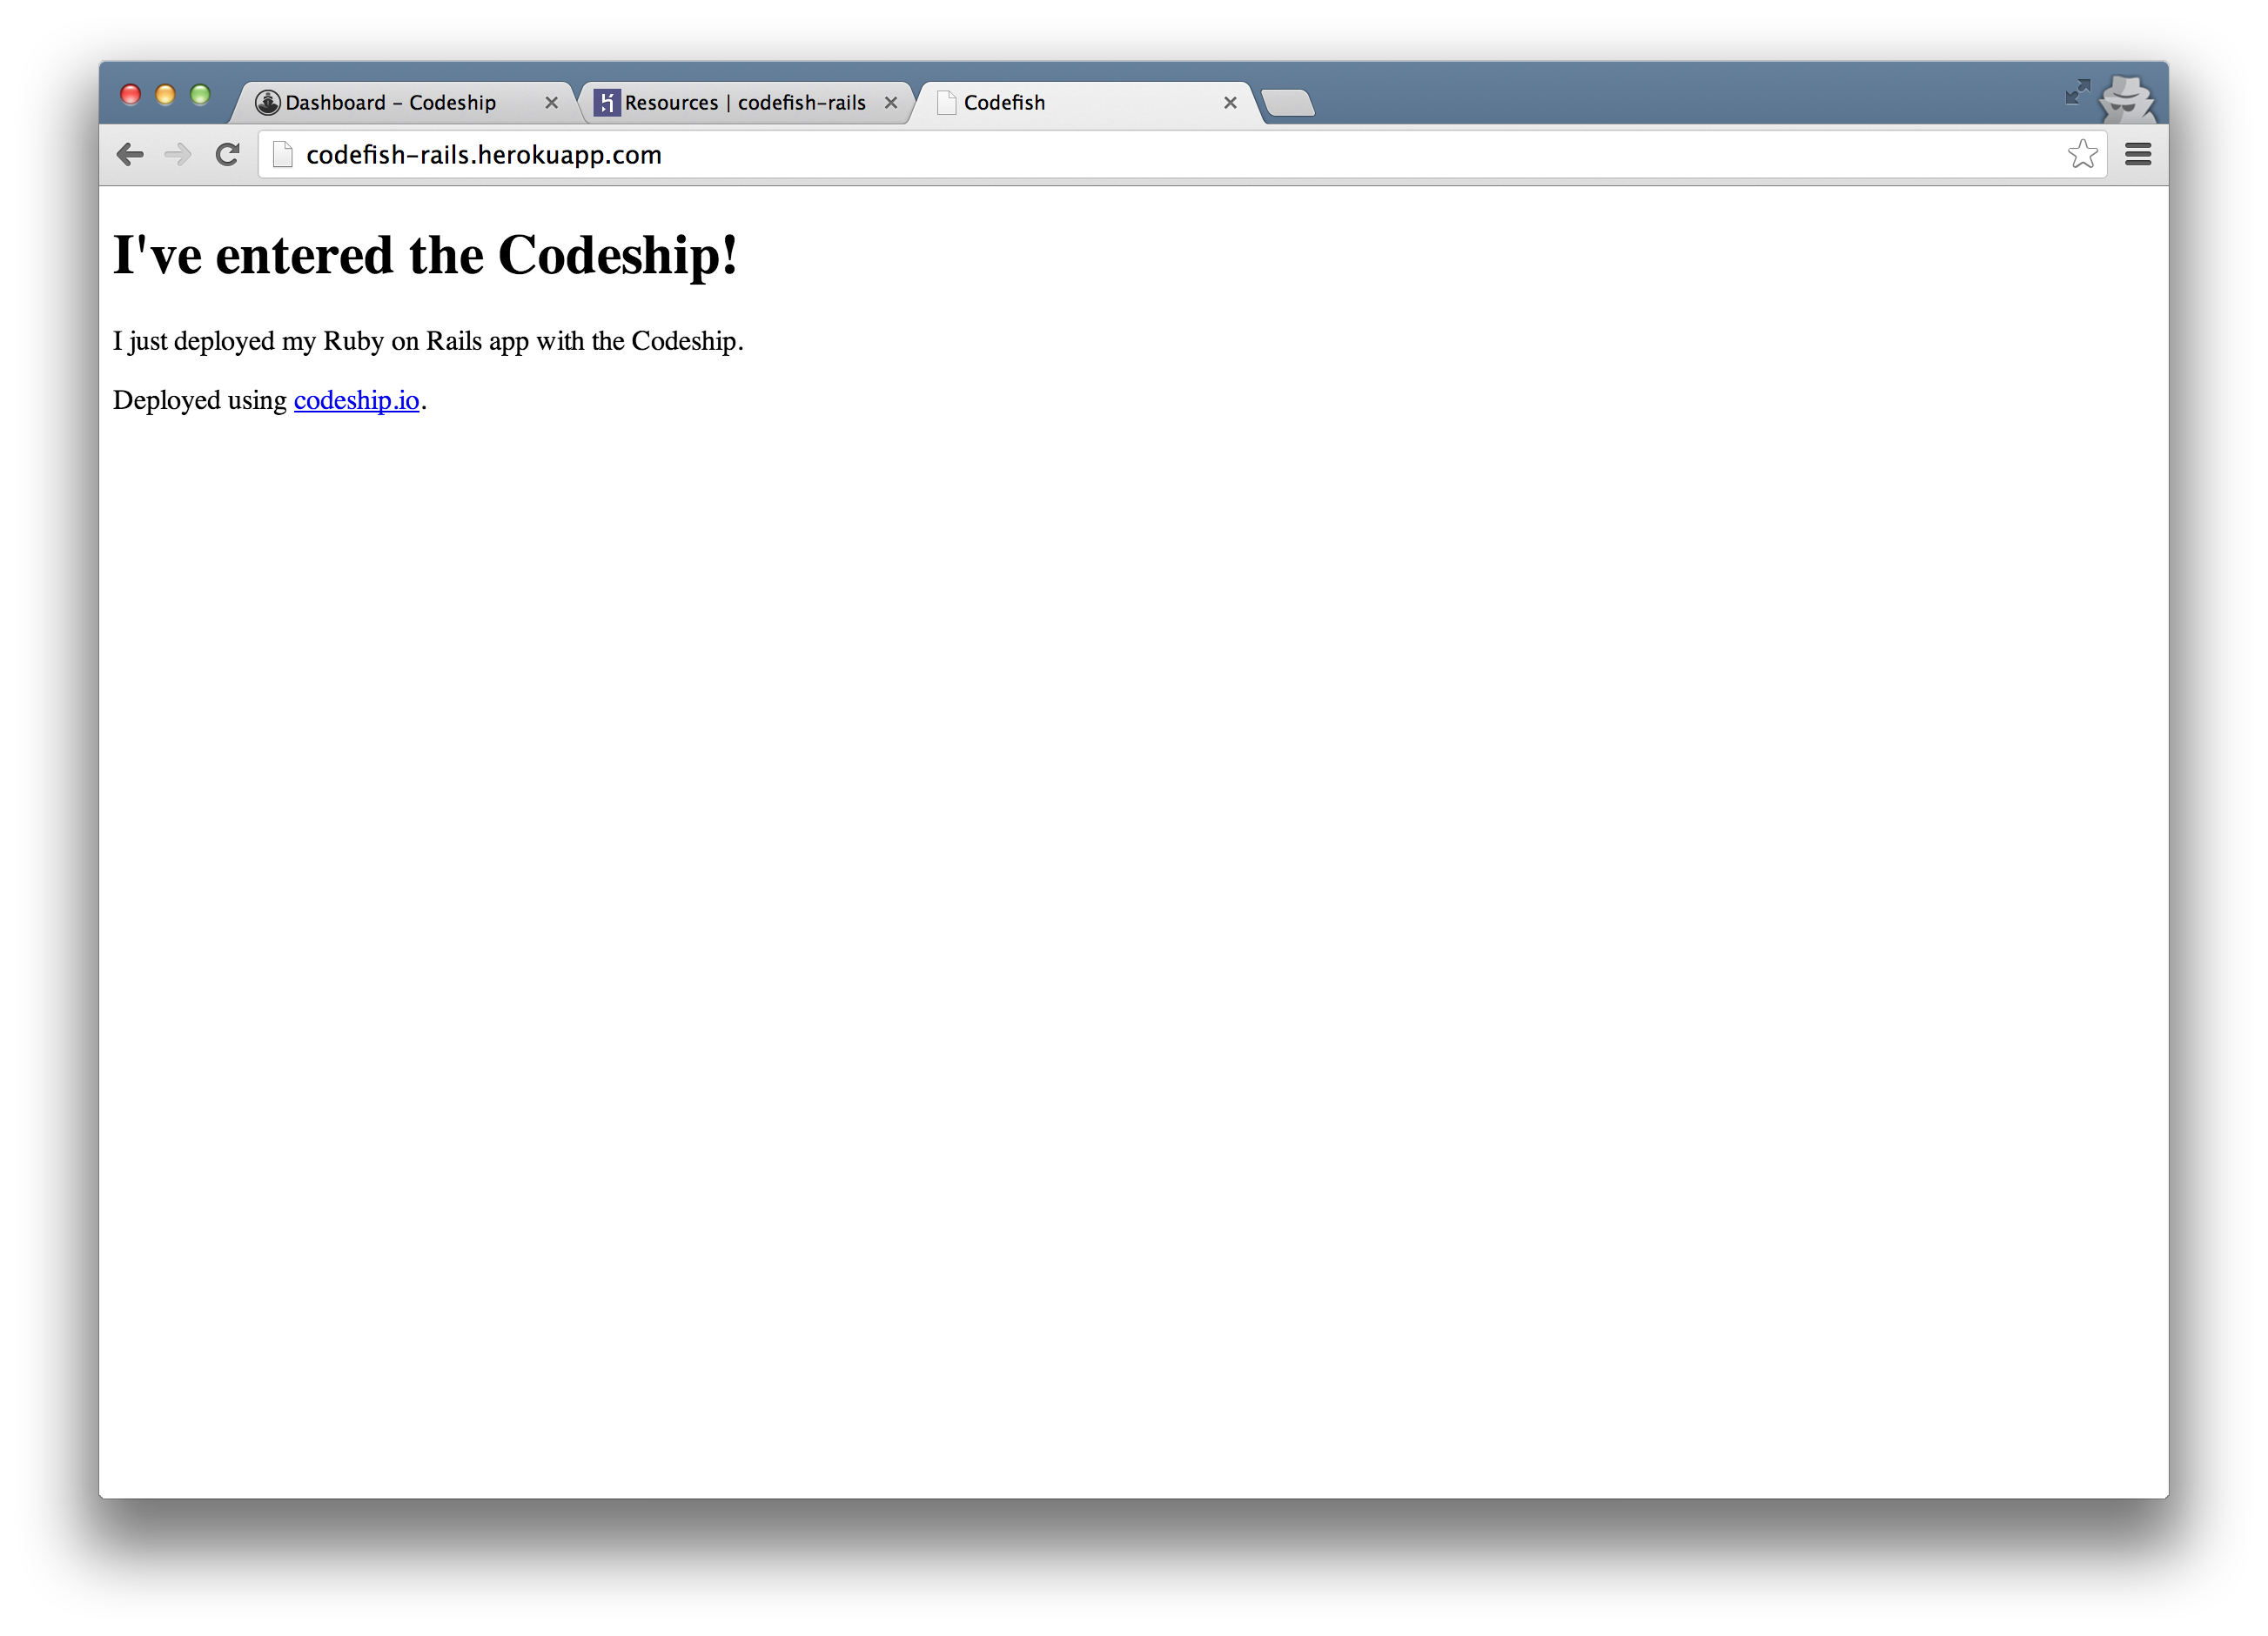 Dashboard - Codeship
Resources | codefish-rails
Codefish
codefish-rails.herokuapp.com
I've entered the Codeship!
I just deployed my Ruby on Rails app with the Codeship.
Deployed using codeship.io.